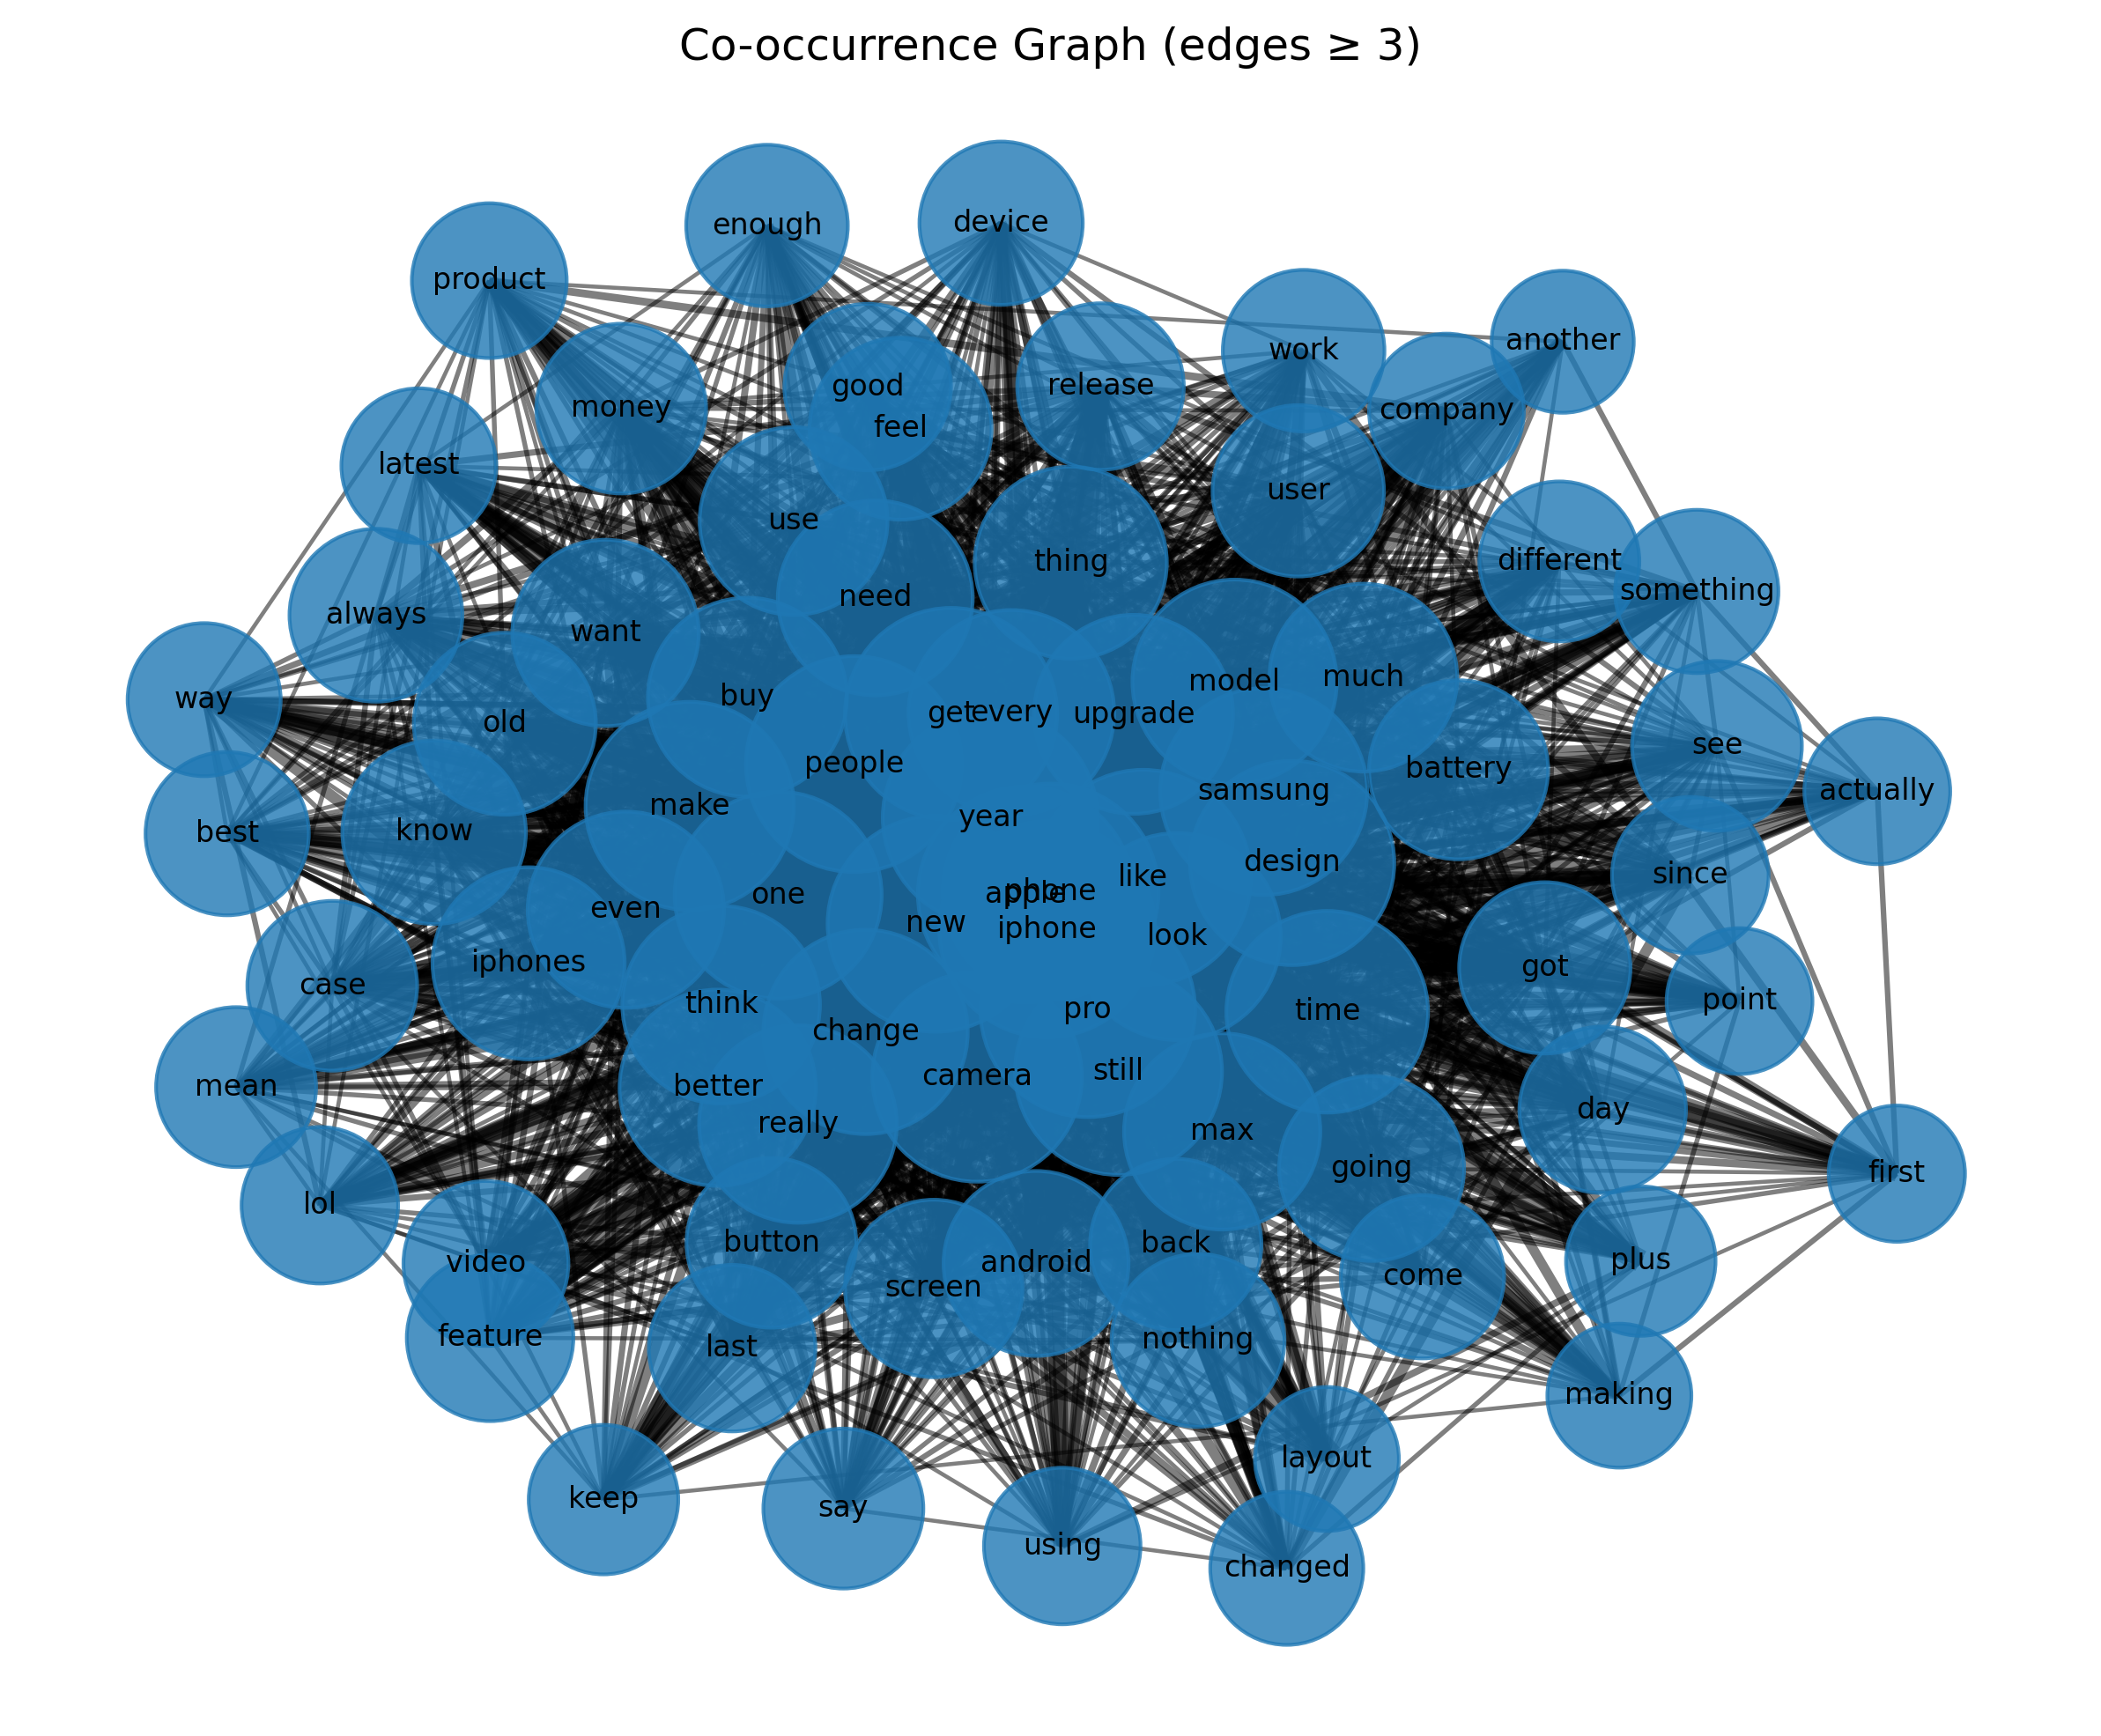 Co-occurrence Graph (edges ≥ 3)
enough
device
product
another
work
good
release
money
company
feel
latest
user
use
different
thing
something
need
always
want
model
much
buy
way
get
every
upgrade
old
see
people
battery
samsung
actually
make
year
best
know
design
since
like
phone
apple
one
even
new
iphone
look
iphones
got
case
point
think
pro
time
change
still
camera
mean
better
day
really
max
going
first
lol
button
back
video
android
plus
come
screen
feature
nothing
last
making
layout
keep
say
using
changed